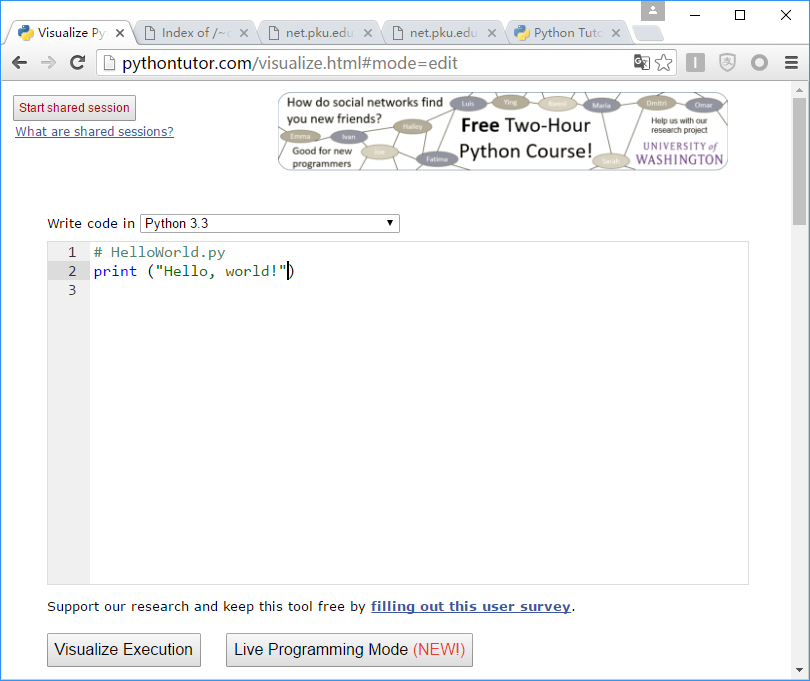 Visualize Py
Index of /~c
net.pku.edu
net.pku.edu
Python Tuto
pythontutor.com/visualize.html#mode=edit
Start shared session
What are shared sessions?
How do social networks find
you new friends?
Good for new
programmers
Emma
Ivan
Hailey
Luis
Ying
Maria
Dmitri
Omar
Fatima
Sarah
Free Two-Hour
Python Course!
Help us with our
research project
UNIVERSITY of
WASHINGTON
Write code in Python 3.3
1 # HelloWorld.py
2 print ("Hello, world!")
3
Support our research and keep this tool free by filling out this user survey.
Visualize Execution
Live Programming Mode (NEW!)